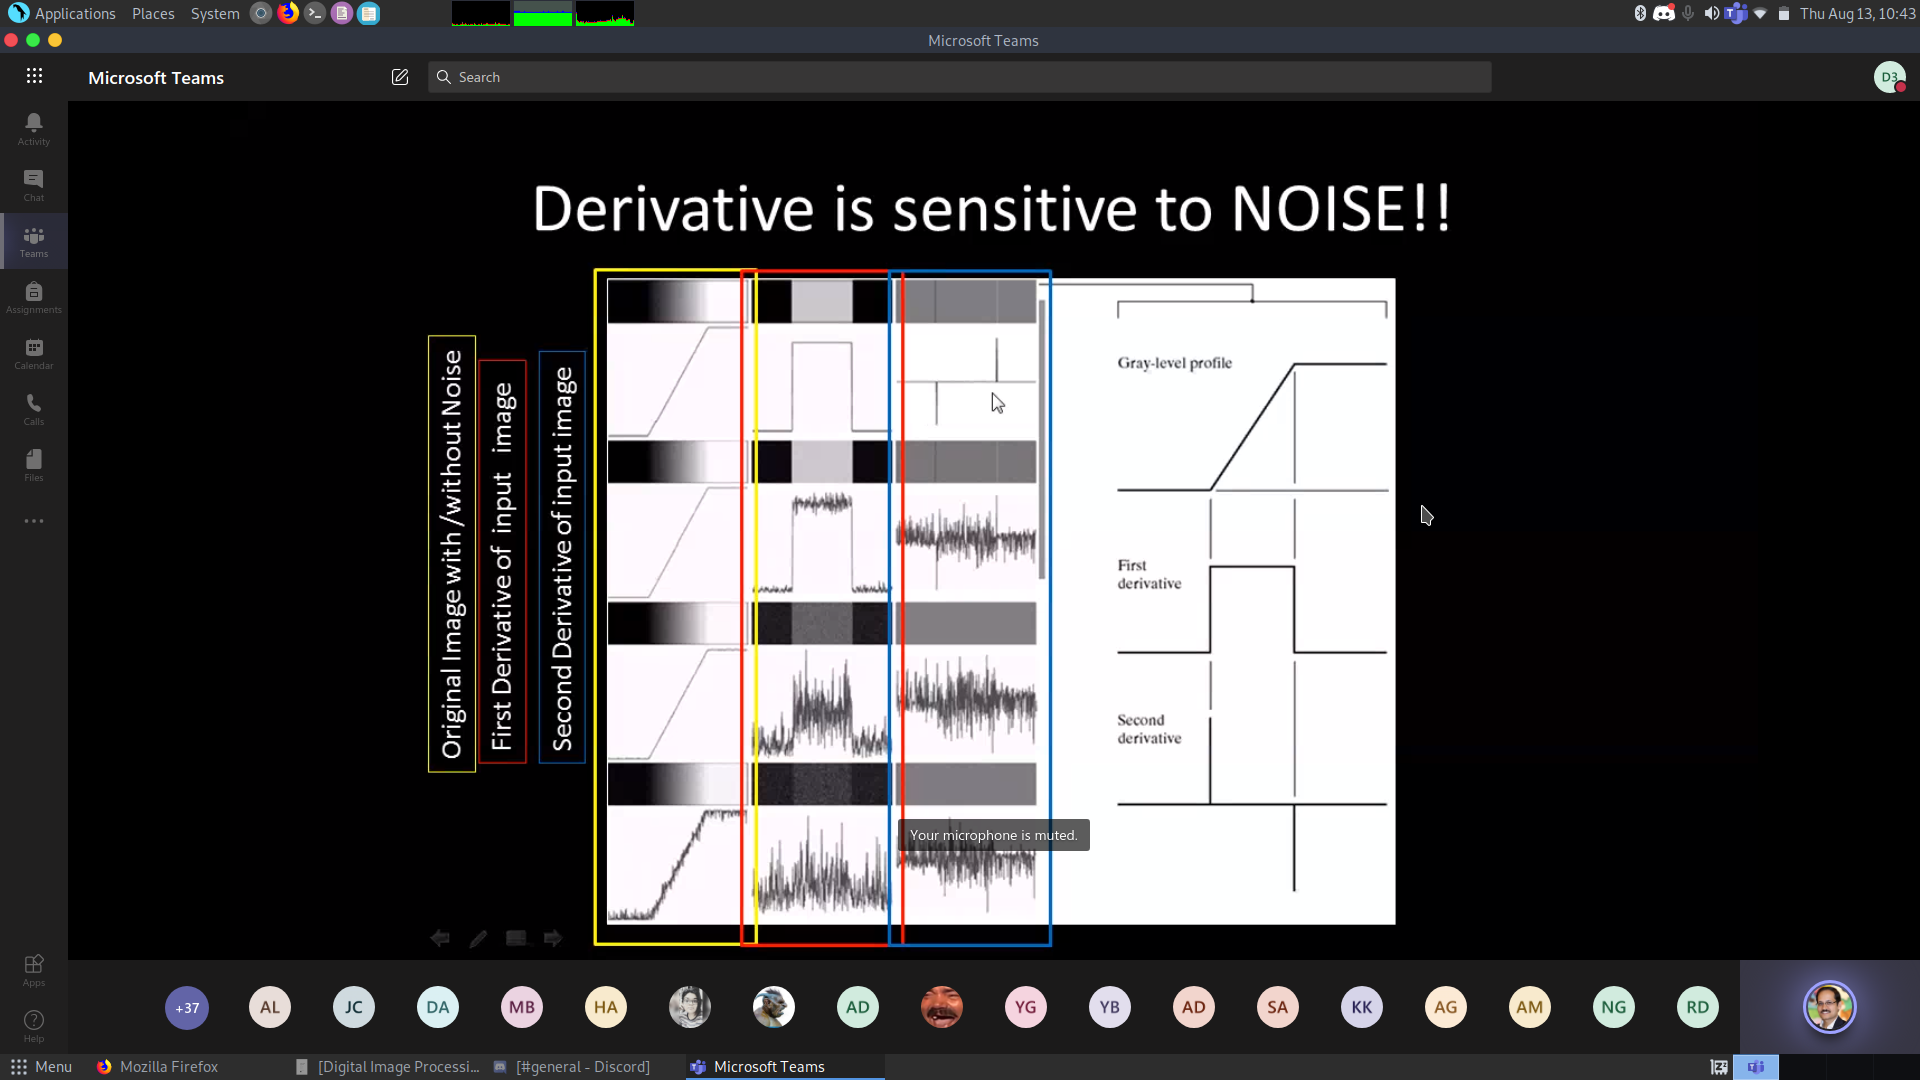 Applications Places System
Thu Aug 13, 10:43
Microsoft Teams
Microsoft Teams
Search
D3
Activity
Chat
Teams
Assignments
Calendar
Calls
Files
Apps
Help
Derivative is sensitive to NOISE!!
Original Image with /without Noise
First Derivative of input image
Second Derivative of input image
Gray-level profile
First
derivative
Second
derivative
Your microphone is muted.
+37 AL JC DA MB HA AD YG YB AD SA KK AG AM NG RD
Menu Mozilla Firefox [Digital Image Processi... [#general - Discord] Microsoft Teams